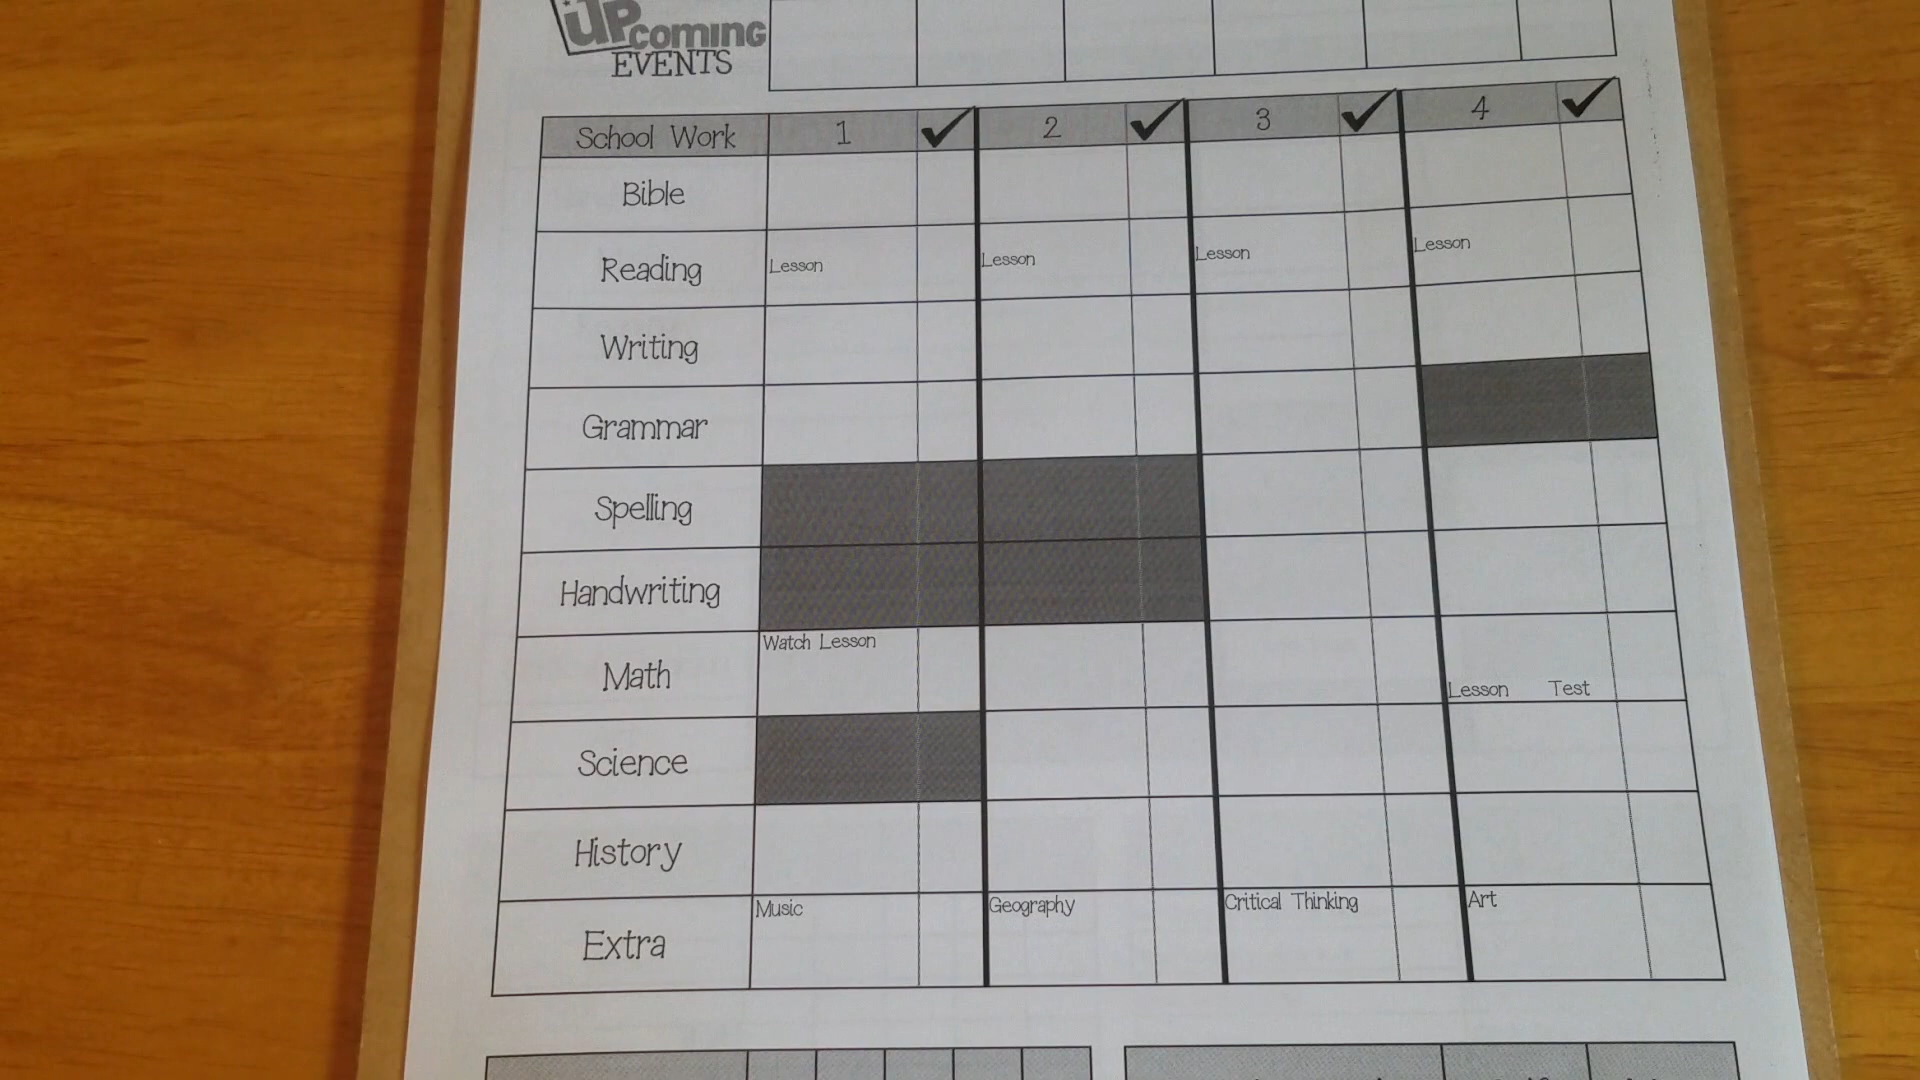 UPcoming
EVENTS
School Work 1 2 3 4
Bible
Reading Lesson Lesson Lesson Lesson
Writing
Grammar
Spelling
Handwriting
Watch Lesson
Math Lesson Test
Science
History
Music Geography Critical Thinking Art
Extra